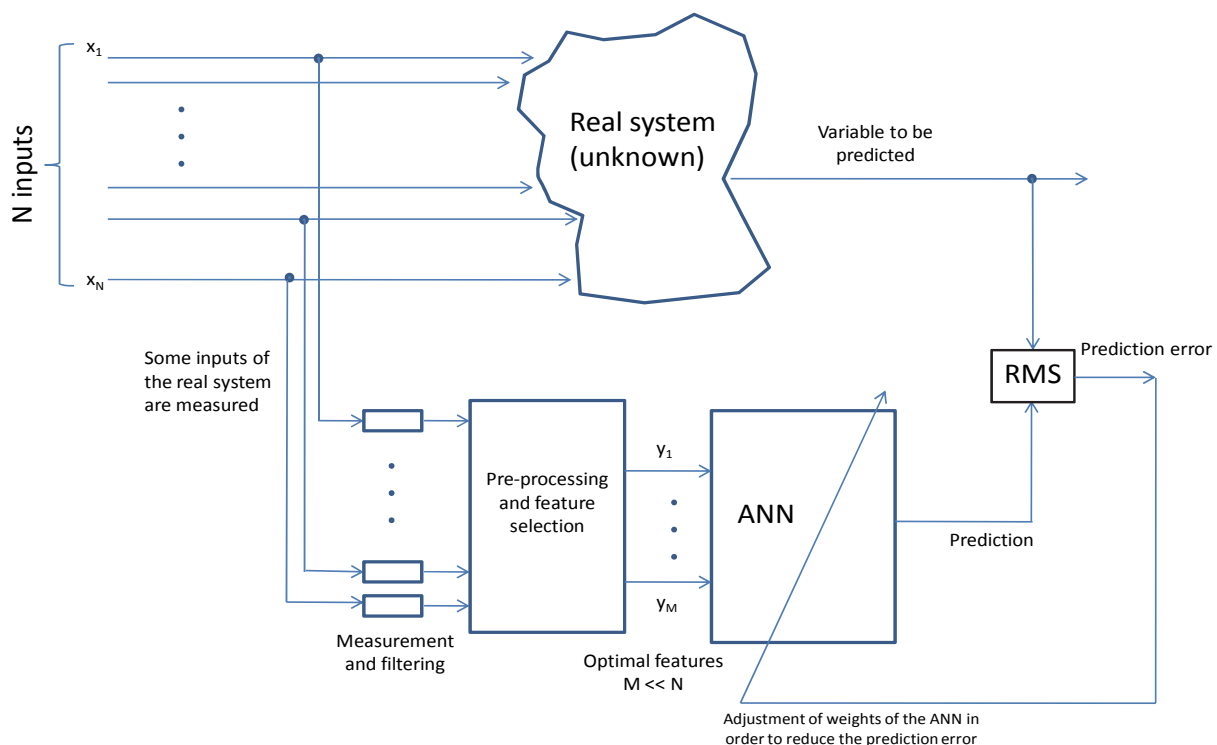 x1
N inputs
xN
Real system
(unknown)
Variable to be
predicted
Some inputs of
the real system
are measured
Prediction error
RMS
Pre-processing
and feature
selection
y1
yM
ANN
Prediction
Measurement
and filtering
Optimal features
M << N
Adjustment of weights of the ANN in
order to reduce the prediction error